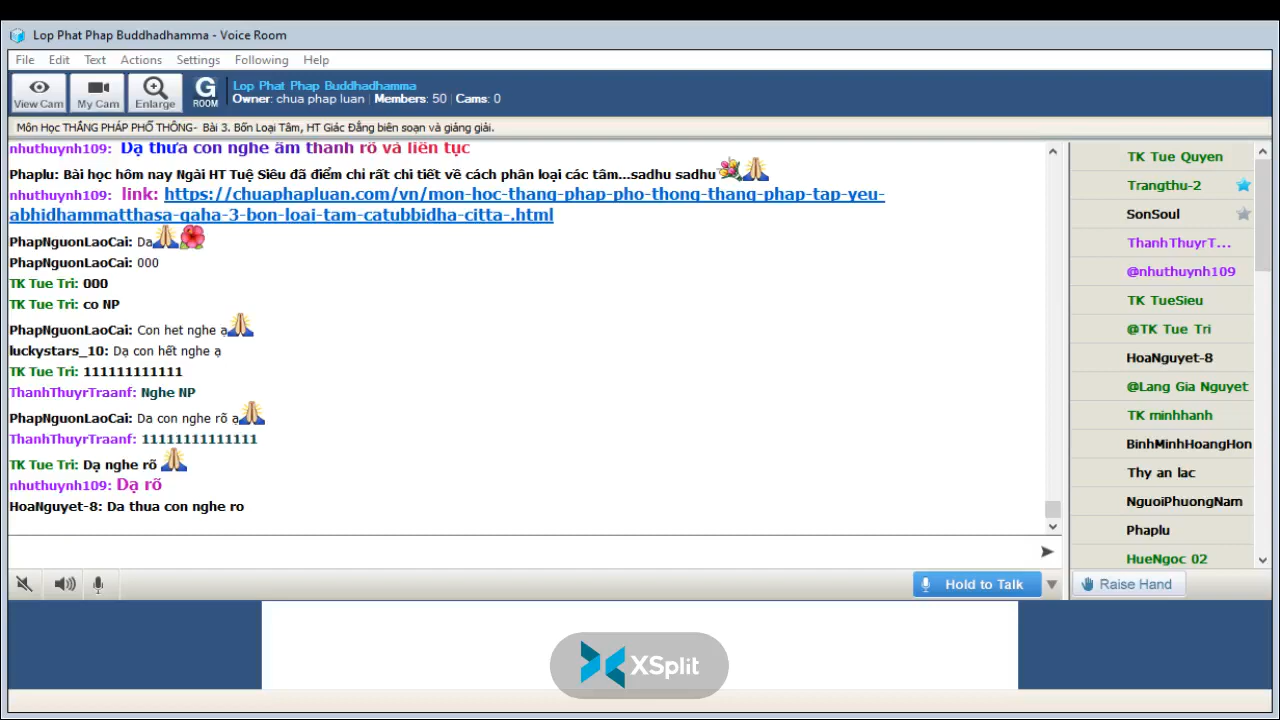 Lop Phat Phap Buddhadhamma - Voice Room
File Edit Text Actions Settings Following Help
View Cam My Cam Enlarge G ROOM
Lop Phat Phap Buddhadhamma
Owner: chua phap luan | Members: 50 | Cams: 0
Môn Học THẮNG PHÁP PHỔ THÔNG- Bài 3. Bốn Loại Tâm, HT Giác Đẳng biên soạn và giảng giải.
nhuthuynh109: Dạ thưa con nghe âm thanh rõ và liên tục
Phaplu: Bài học hôm nay Ngài HT Tuệ Siêu đã điểm chi rất chi tiết về cách phân loại các tâm...sadhu sadhu
nhuthuynh109: link: https://chuaphapluan.com/vn/mon-hoc-thang-phap-pho-thong-thang-phap-tap-yeu-
abhidhammatthasa-gaha-3-bon-loai-tam-catubbidha-citta-.html
PhapNguonLaoCai: Da
PhapNguonLaoCai: 000
TK Tue Tri: 000
TK Tue Tri: co NP
PhapNguonLaoCai: Con het nghe ạ
luckystars_10: Dạ con hết nghe ạ
TK Tue Tri: 111111111111
ThanhThuyrTraanf: Nghe NP
PhapNguonLaoCai: Da con nghe rõ ạ
ThanhThuyrTraanf: 11111111111111
TK Tue Tri: Dạ nghe rõ
nhuthuynh109: Dạ rõ
HoaNguyet-8: Da thua con nghe ro
TK Tue Quyen
Trangthu-2
SonSoul
ThanhThuyrT...
@nhuthuynh109
TK TueSieu
@TK Tue Tri
HoaNguyet-8
@Lang Gia Nguyet
TK minhhanh
BinhMinhHoangHon
Thy an lac
NguoiPhuongNam
Phaplu
HueNgoc 02
Hold to Talk
Raise Hand
XSplit